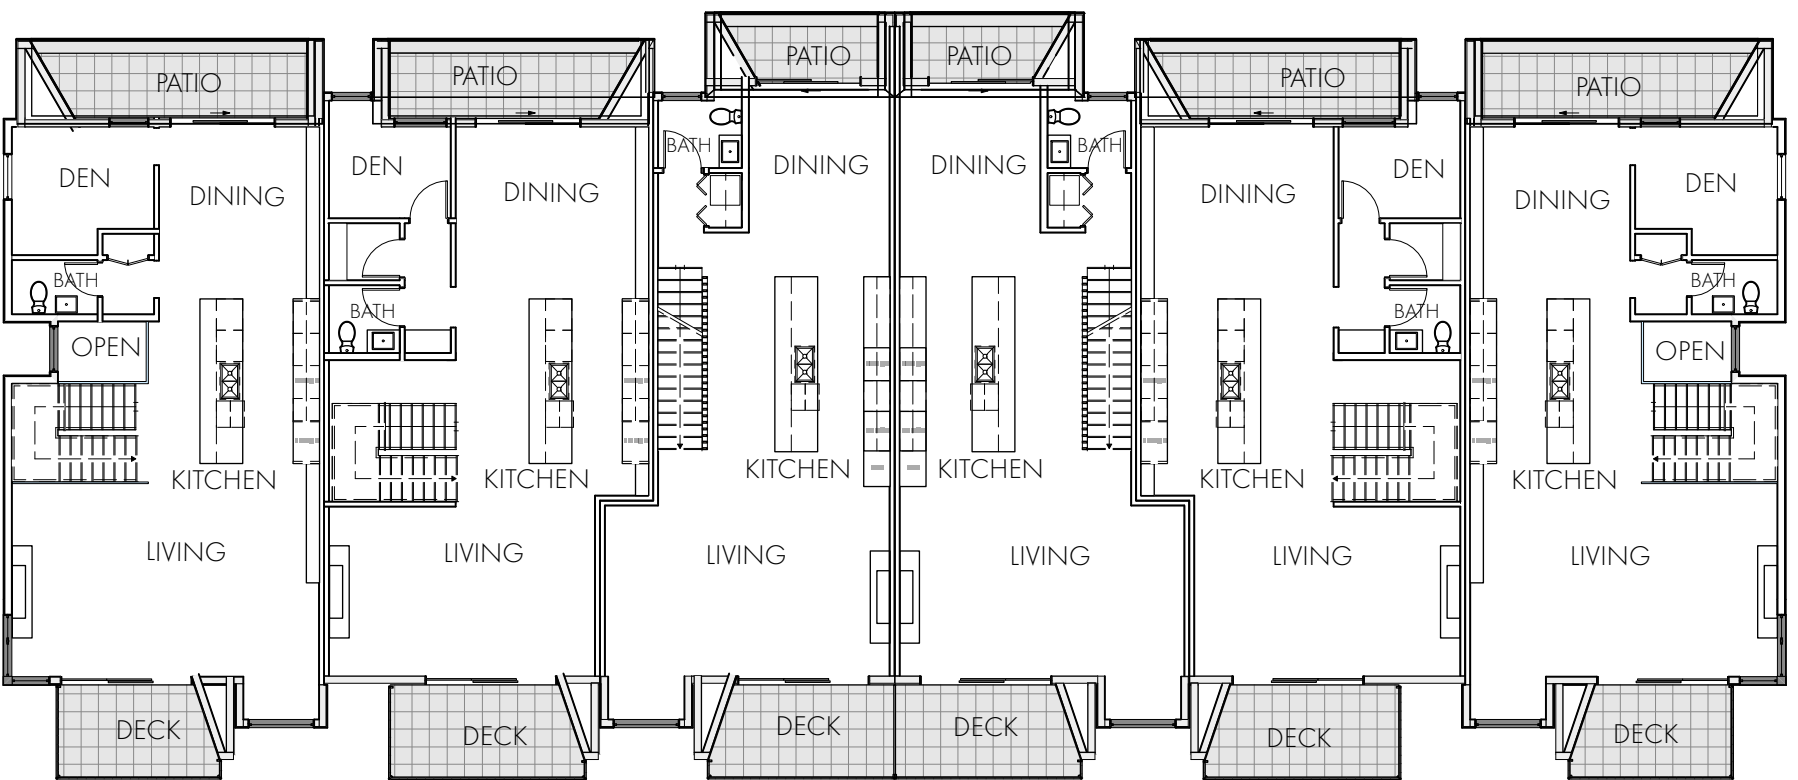 PATIO
PATIO
PATIO
PATIO
PATIO
PATIO
DEN
DINING
BATH
OPEN
KITCHEN
LIVING
DECK
DEN
DINING
BATH
KITCHEN
LIVING
DECK
BATH
DINING
KITCHEN
LIVING
DECK
DINING
BATH
KITCHEN
LIVING
DECK
DINING
DEN
BATH
KITCHEN
LIVING
DECK
DINING
DEN
BATH
OPEN
KITCHEN
LIVING
DECK